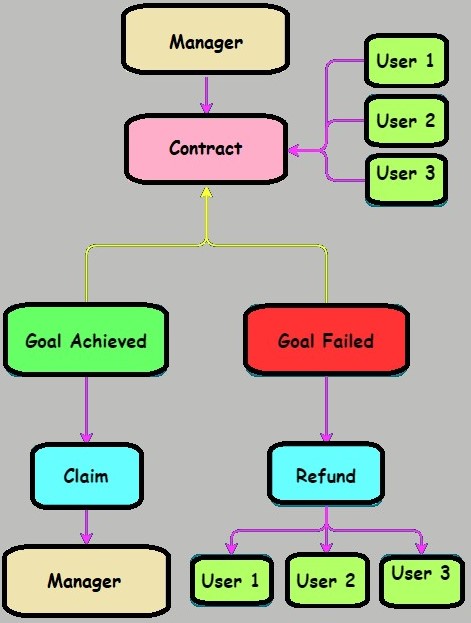 Manager
User 1
User 2
Contract
User 3
Goal Achieved
Goal Failed
Claim
Refund
Manager
User 1
User 2
User 3